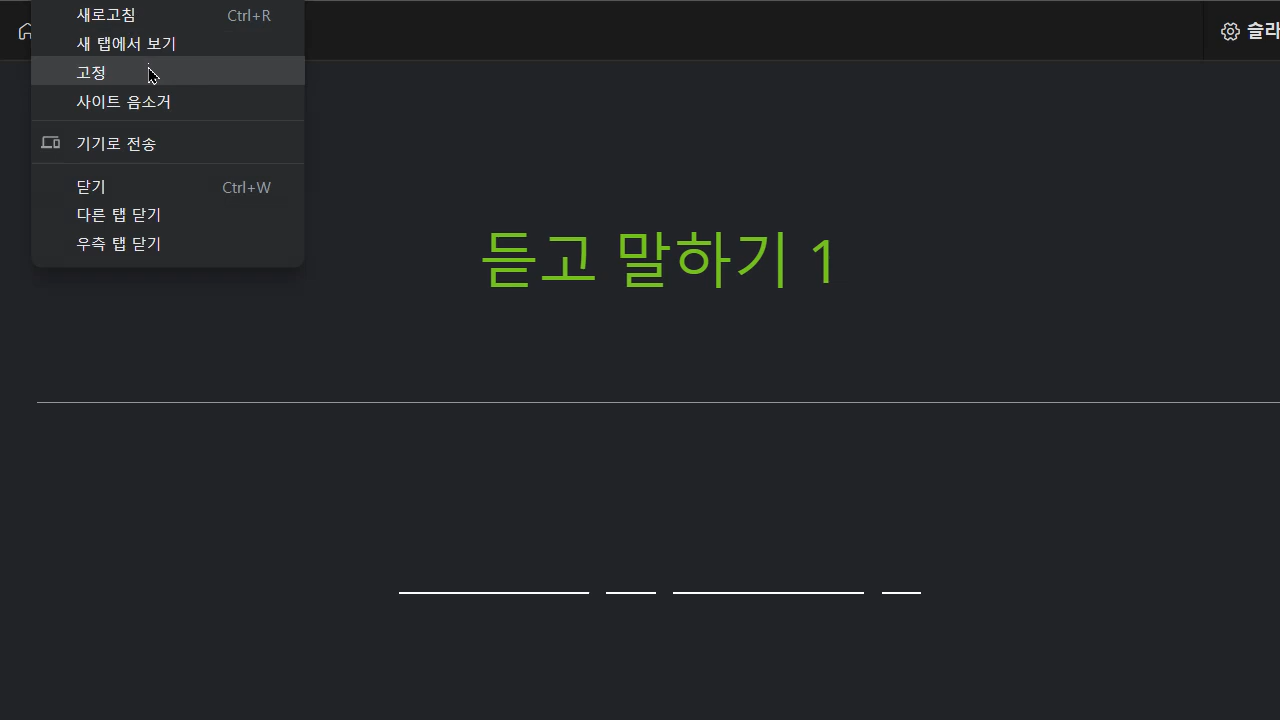 새로고침 Ctrl+R
새 탭에서 보기
고정
사이트 음소거
기기로 전송
닫기 Ctrl+W
다른 탭 닫기
우측 탭 닫기
듣고 말하기 1